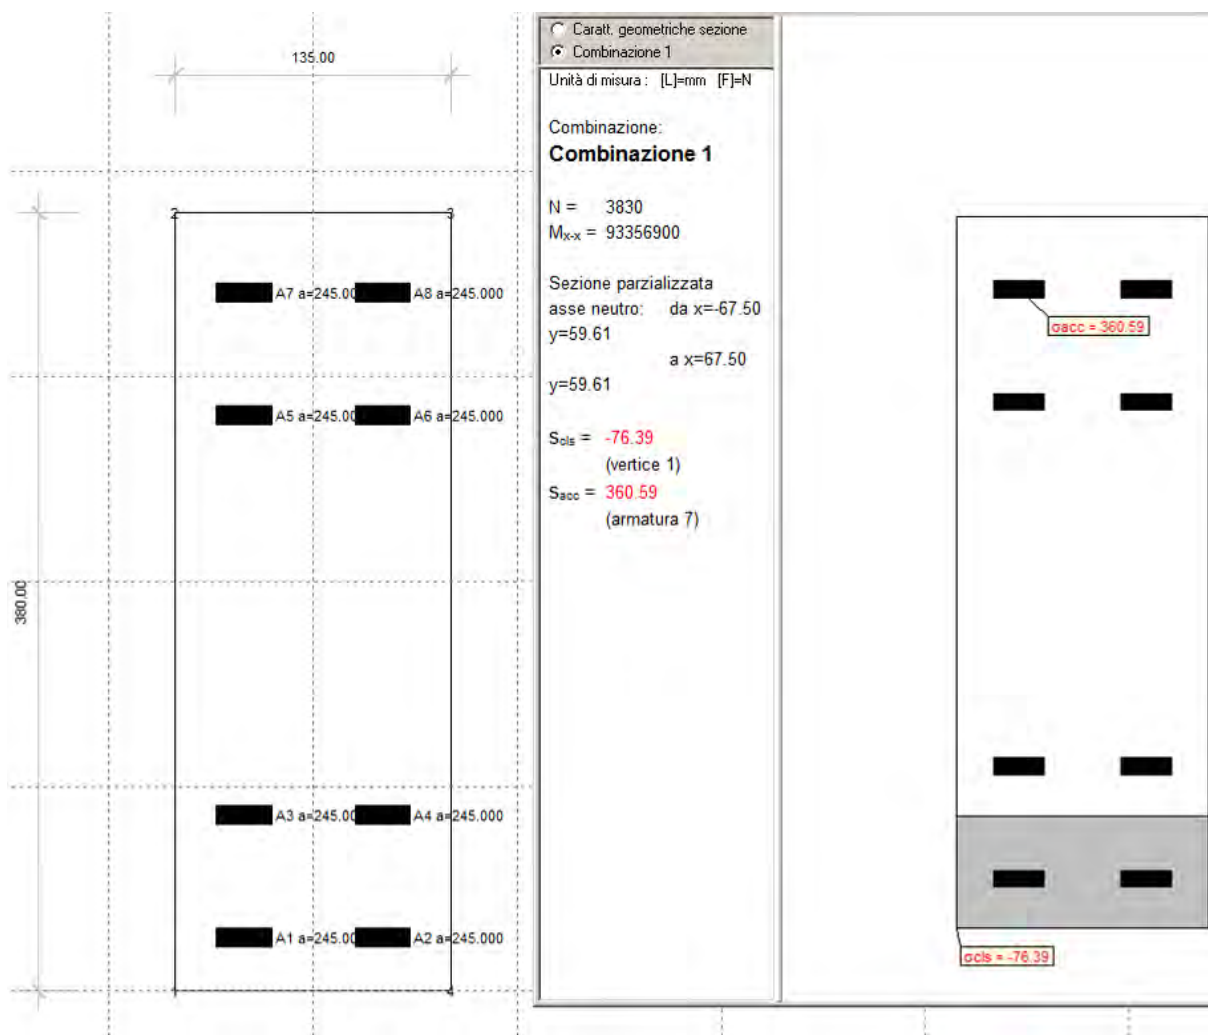 135.00
380.00
2
3
A7 a=245.00
A8 a=245.000
A5 a=245.00
A6 a=245.000
A3 a=245.00
A4 a=245.000
A1 a=245.00
A2 a=245.000
1
4
Caratt. geometriche sezione
Combinazione 1
Unità di misura : [L]=mm [F]=N
Combinazione:
Combinazione 1
N = 3830
Mx-x = 93356900
Sezione parzializzata
asse neutro: da x=-67.50
y=59.61
a x=67.50
y=59.61
Scls = -76.39
(vertice 1)
Sacc = 360.59
(armatura 7)
σacc = 360.59
σcls = -76.39